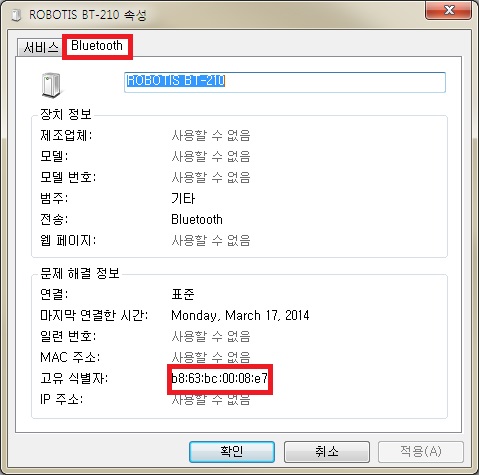 ROBOTIS BT-210 속성
서비스 Bluetooth
ROBOTIS BT-210
장치 정보
제조업체: 사용할 수 없음
모델: 사용할 수 없음
모델 번호: 사용할 수 없음
범주: 기타
전송: Bluetooth
웹 페이지: 사용할 수 없음
문제 해결 정보
연결: 표준
마지막 연결한 시간: Monday, March 17, 2014
일련 번호: 사용할 수 없음
MAC 주소: 사용할 수 없음
고유 식별자: b8:63:bc:00:08:e7
IP 주소: 사용할 수 없음
확인 취소 적용(A)